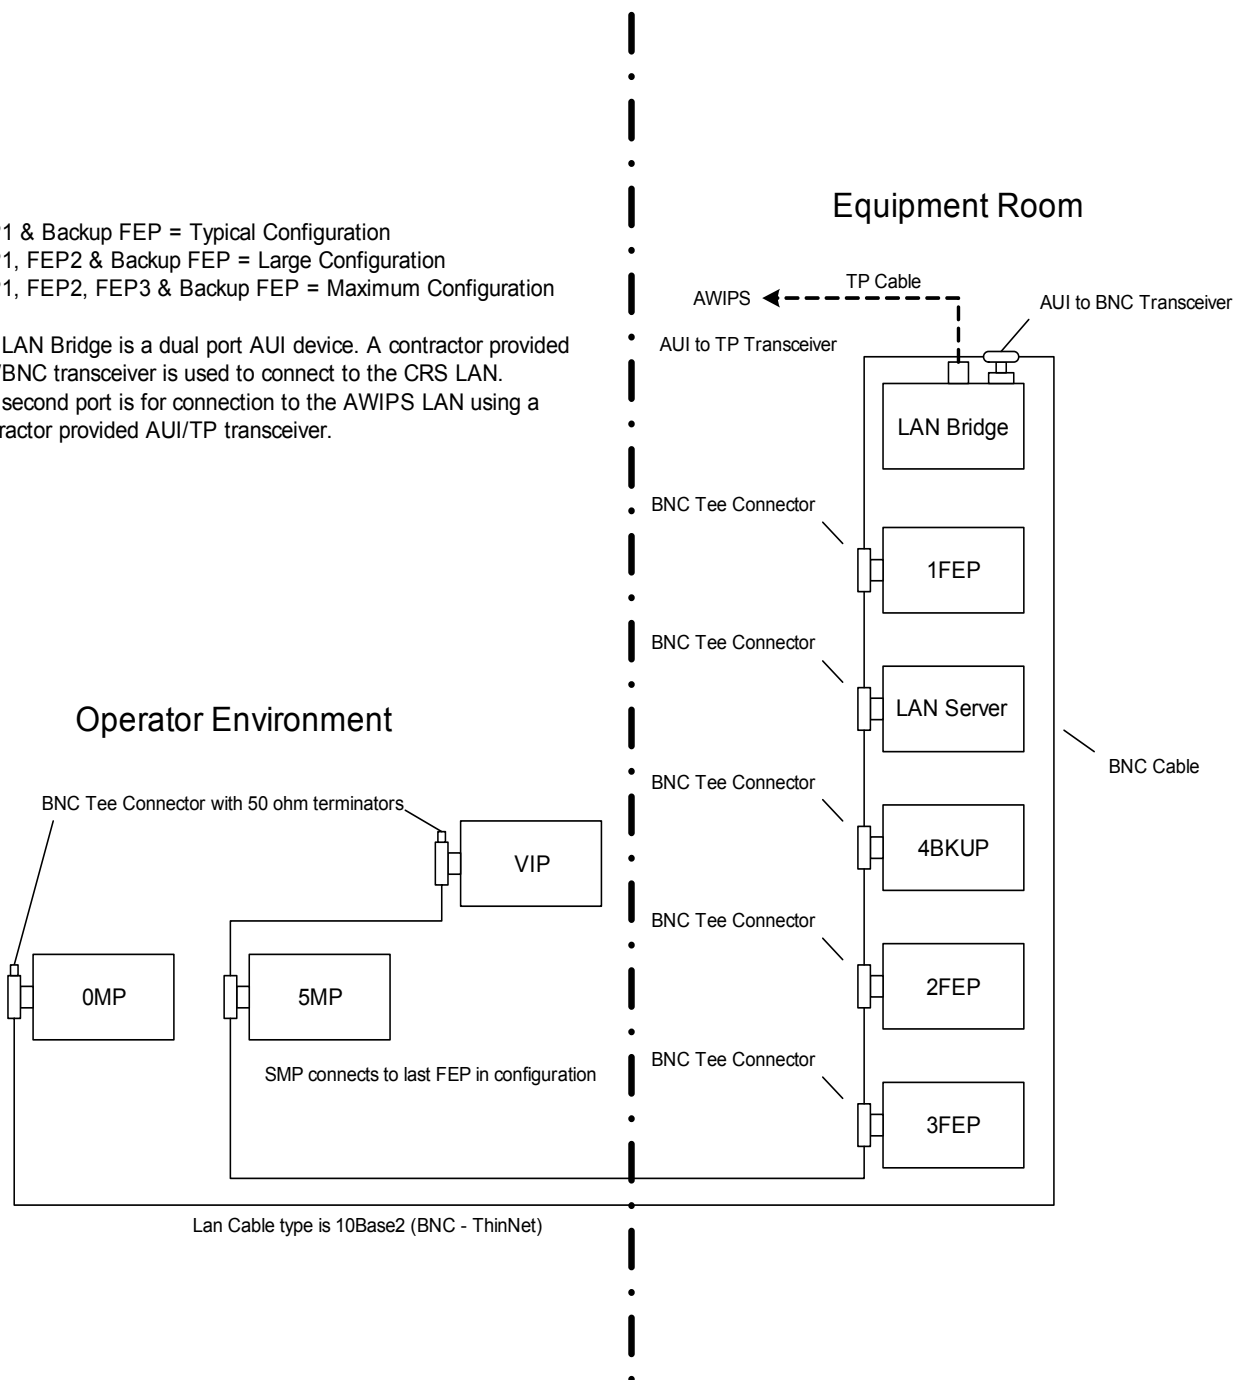 Equipment Room
P1 & Backup FEP = Typical Configuration
P1, FEP2 & Backup FEP = Large Configuration
P1, FEP2, FEP3 & Backup FEP = Maximum Configuration
LAN Bridge is a dual port AUI device. A contractor provided
/BNC transceiver is used to connect to the CRS LAN.
second port is for connection to the AWIPS LAN using a
ractor provided AUI/TP transceiver.
TP Cable
AWIPS
AUI to BNC Transceiver
AUI to TP Transceiver
LAN Bridge
BNC Tee Connector
1FEP
BNC Tee Connector
LAN Server
Operator Environment
BNC Cable
BNC Tee Connector
BNC Tee Connector with 50 ohm terminators
VIP
4BKUP
BNC Tee Connector
0MP
5MP
2FEP
BNC Tee Connector
SMP connects to last FEP in configuration
3FEP
Lan Cable type is 10Base2 (BNC - ThinNet)